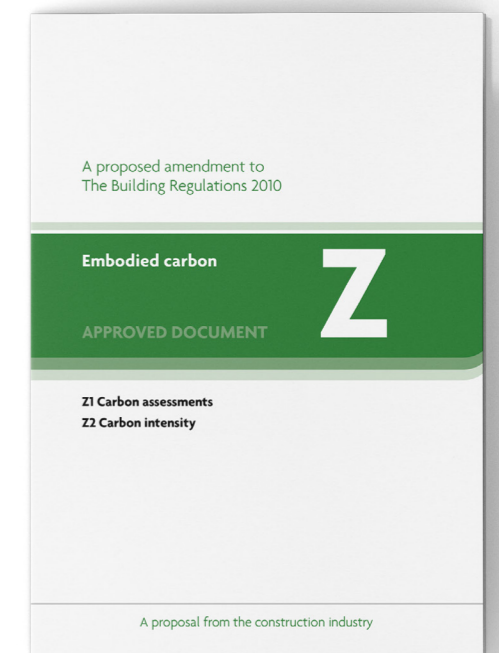 A proposed amendment to
The Building Regulations 2010
Embodied carbon
Z
APPROVED DOCUMENT
Z1 Carbon assessments
Z2 Carbon intensity
A proposal from the construction industry